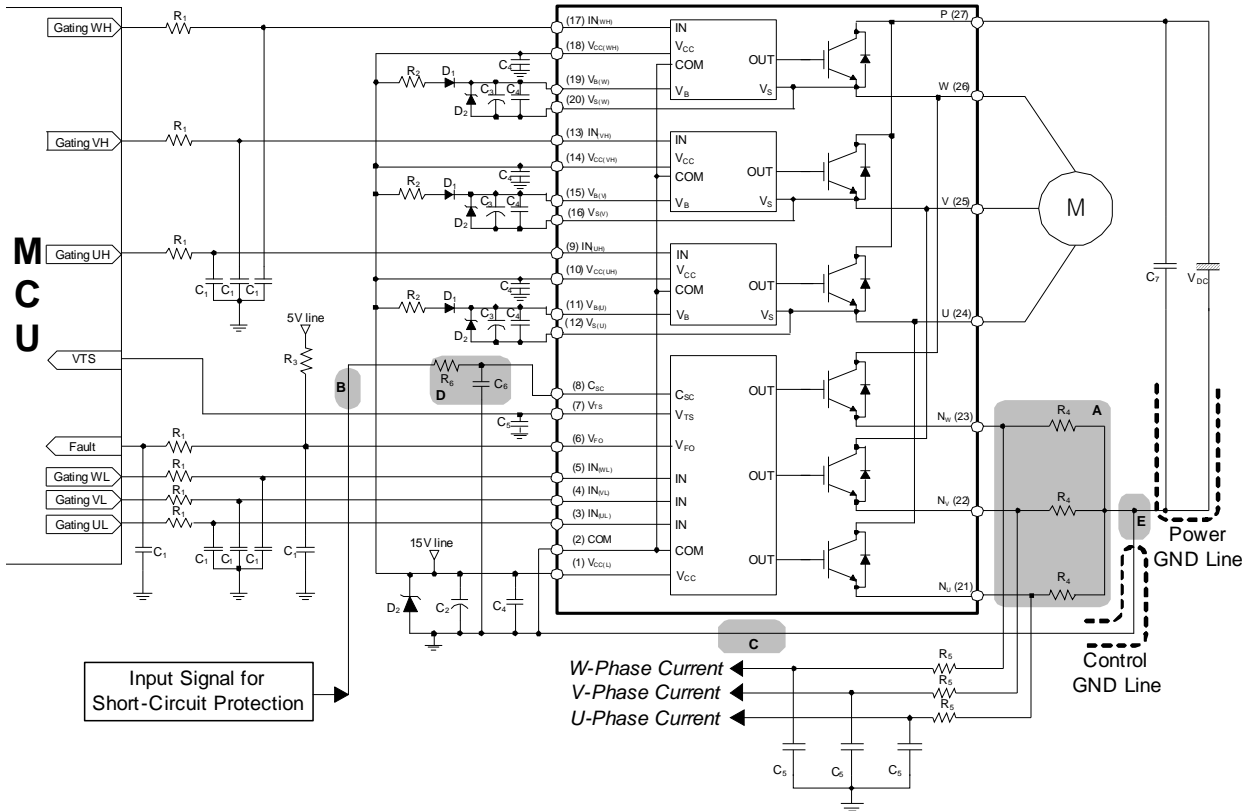 MCU
Gating WH
R1
(17) IN(WH)
IN
P (27)
(18) VCC(WH)
VCC
C4
COM
OUT
R2
D1
(19) VB(W)
VB
VS
W (26)
D2
C3
C4
(20) VS(W)
Gating VH
R1
(13) IN(VH)
IN
(14) VCC(VH)
VCC
C4
COM
OUT
R2
D1
(15) VB(V)
VB
VS
V (25)
M
D2
C3
C4
(16) VS(V)
Gating UH
R1
(9) IN(UH)
IN
(10) VCC(UH)
VCC
C4
COM
OUT
C7
VDC
C1
C1
C1
R2
D1
(11) VB(U)
VB
VS
U (24)
D2
C3
C4
(12) VS(U)
5V line
R3
VTS
B
R6
D
C6
(8) CSC
CSC
OUT
C5
(7) VTS
VTS
NW (23)
R4
A
Fault
R1
(6) VFO
VFO
Gating WL
R1
(5) IN(WL)
IN
OUT
Gating VL
R1
(4) IN(VL)
IN
NV (22)
R4
E
Gating UL
R1
(3) IN(UL)
IN
Power
GND Line
C1
C1
C1
C1
C1
(2) COM
COM
OUT
15V line
(1) VCC(L)
VCC
NU (21)
R4
D2
C2
C4
C
Control
GND Line
Input Signal for
Short-Circuit Protection
W-Phase Current
R5
V-Phase Current
R5
U-Phase Current
R5
C5
C5
C5